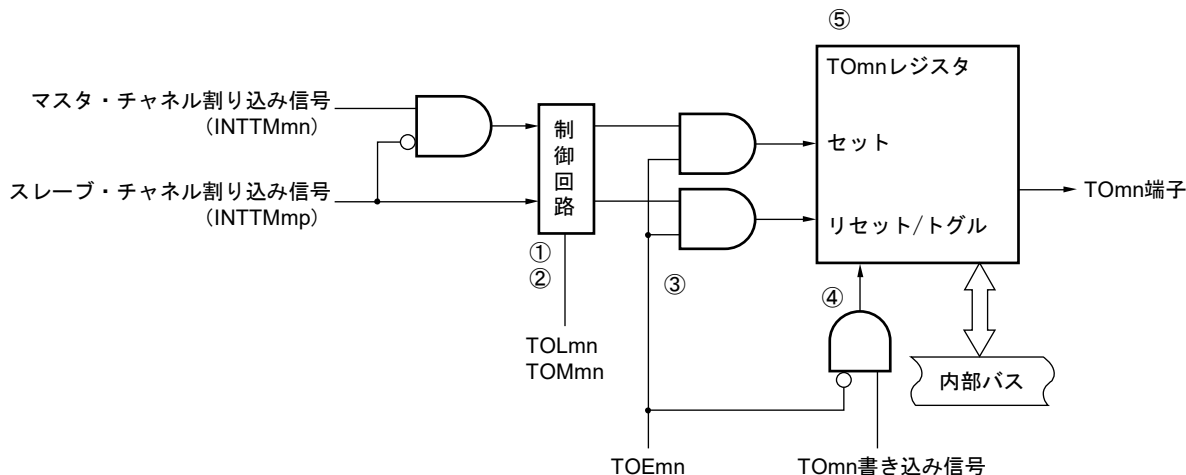 ⑤
TOmnレジスタ
マスタ・チャネル割り込み信号
(INTTMmn)
制御回路
セット
スレーブ・チャネル割り込み信号
(INTTMmp)
TOmn端子
リセット/トグル
①
②
③
④
TOLmn
TOMmn
内部バス
TOEmn
TOmn書き込み信号